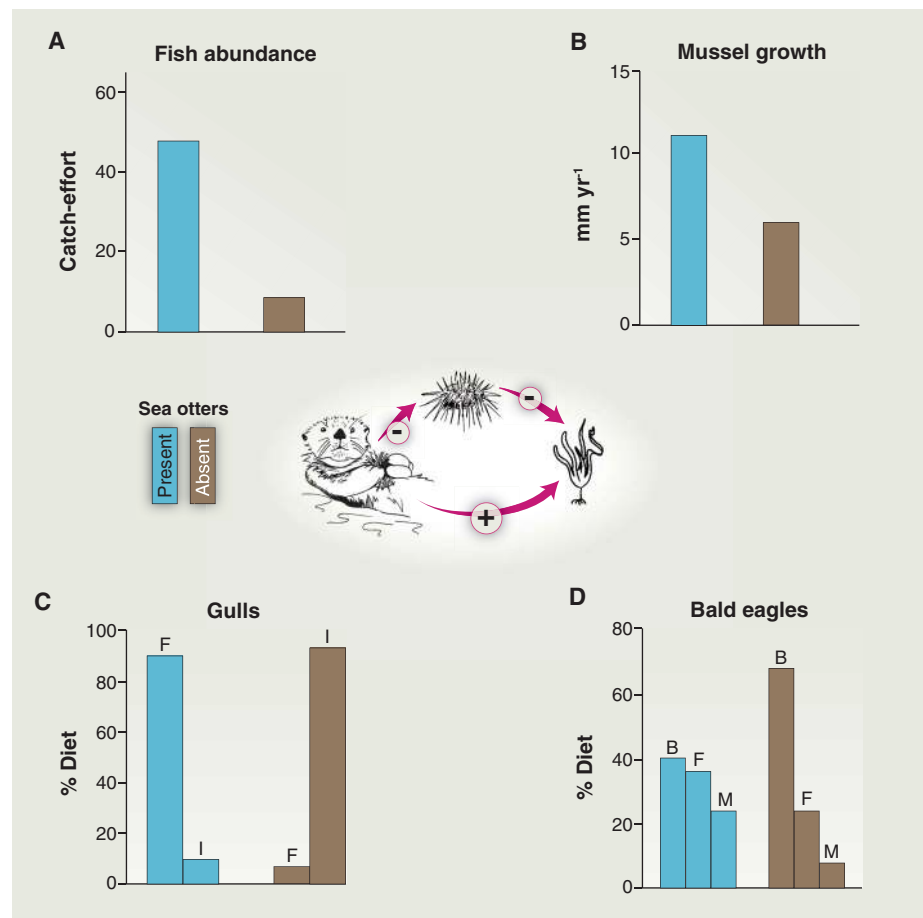 A
Fish abundance
Catch-effort
60
40
20
0
B
Mussel growth
mm yr-1
15
10
5
0
Sea otters
Present
Absent
-
-
+
C
Gulls
% Diet
100
80
60
40
20
0
F
I
F
I
D
Bald eagles
% Diet
80
60
40
20
0
B
F
M
B
F
M